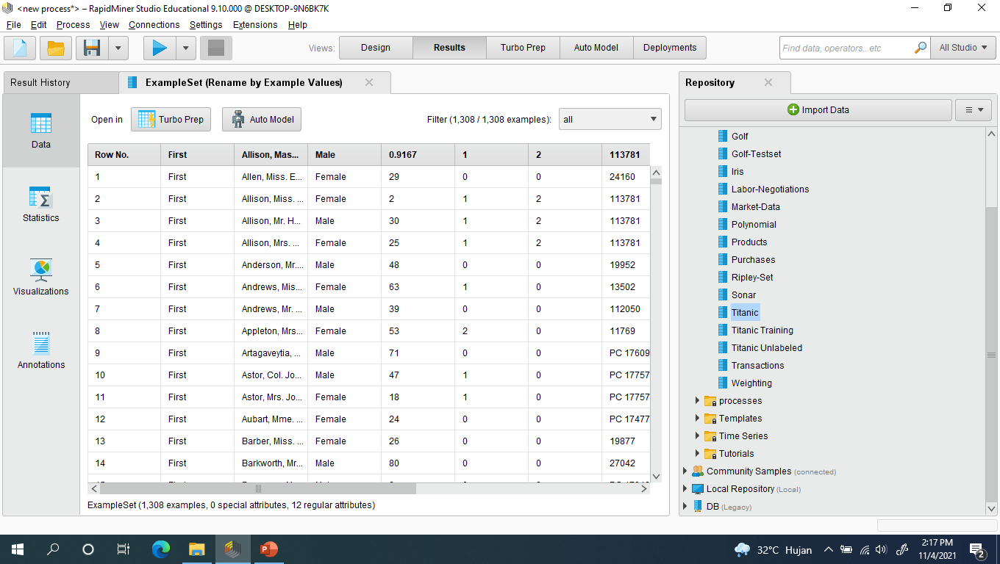 <new process*> – RapidMiner Studio Educational 9.10.000 @ DESKTOP-9N6BK7K
File Edit Process View Connections Settings Extensions Help
Views: Design Results Turbo Prep Auto Model Deployments Find data, operators...etc All Studio
Result History ExampleSet (Rename by Example Values)
Data
Statistics
Visualizations
Annotations
Open in Turbo Prep Auto Model Filter (1,308 / 1,308 examples): all
Row No. First Allison, Mas... Male 0.9167 1 2 113781
1 First Allen, Miss. E... Female 29 0 0 24160
2 First Allison, Miss. ... Female 2 1 2 113781
3 First Allison, Mr. H... Male 30 1 2 113781
4 First Allison, Mrs. ... Female 25 1 2 113781
5 First Anderson, Mr.... Male 48 0 0 19952
6 First Andrews, Mis... Female 63 1 0 13502
7 First Andrews, Mr. ... Male 39 0 0 112050
8 First Appleton, Mrs... Female 53 2 0 11769
9 First Artagaveytia, ... Male 71 0 0 PC 17609
10 First Astor, Col. Jo... Male 47 1 0 PC 17757
11 First Astor, Mrs. Jo... Female 18 1 0 PC 17757
12 First Aubart, Mme. ... Female 24 0 0 PC 17477
13 First Barber, Miss. ... Female 26 0 0 19877
14 First Barkworth, Mr... Male 80 0 0 27042
ExampleSet (1,308 examples, 0 special attributes, 12 regular attributes)
Repository
Import Data
Golf
Golf-Testset
Iris
Labor-Negotiations
Market-Data
Polynomial
Products
Purchases
Ripley-Set
Sonar
Titanic
Titanic Training
Titanic Unlabeled
Transactions
Weighting
processes
Templates
Time Series
Tutorials
Community Samples (connected)
Local Repository (Local)
DB (Legacy)
32°C Hujan
2:17 PM
11/4/2021
2